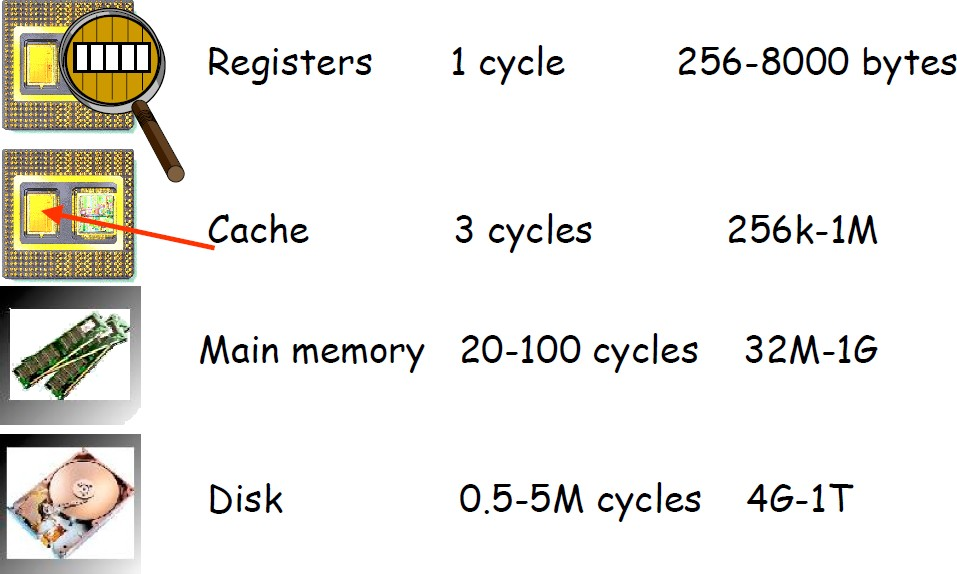 Registers 1 cycle 256-8000 bytes
Cache 3 cycles 256k-1M
Main memory 20-100 cycles 32M-1G
Disk 0.5-5M cycles 4G-1T